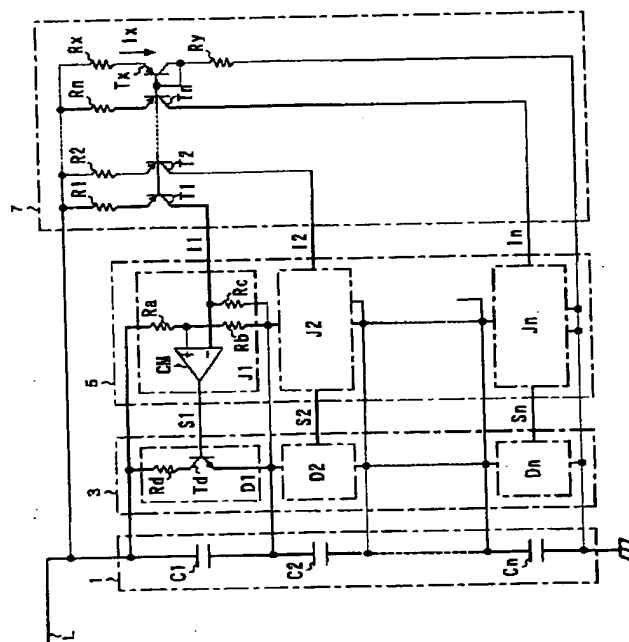 7
R1
R2
Rn
Rx
Ix
Tx
T1
T2
Tn
Ry
I1
I2
In
5
Ra
Rc
CM
+
-
Rb
J1
J2
Jn
S1
S2
Sn
3
Rd
Td
D1
D2
Dn
1
C1
C2
Cn
L